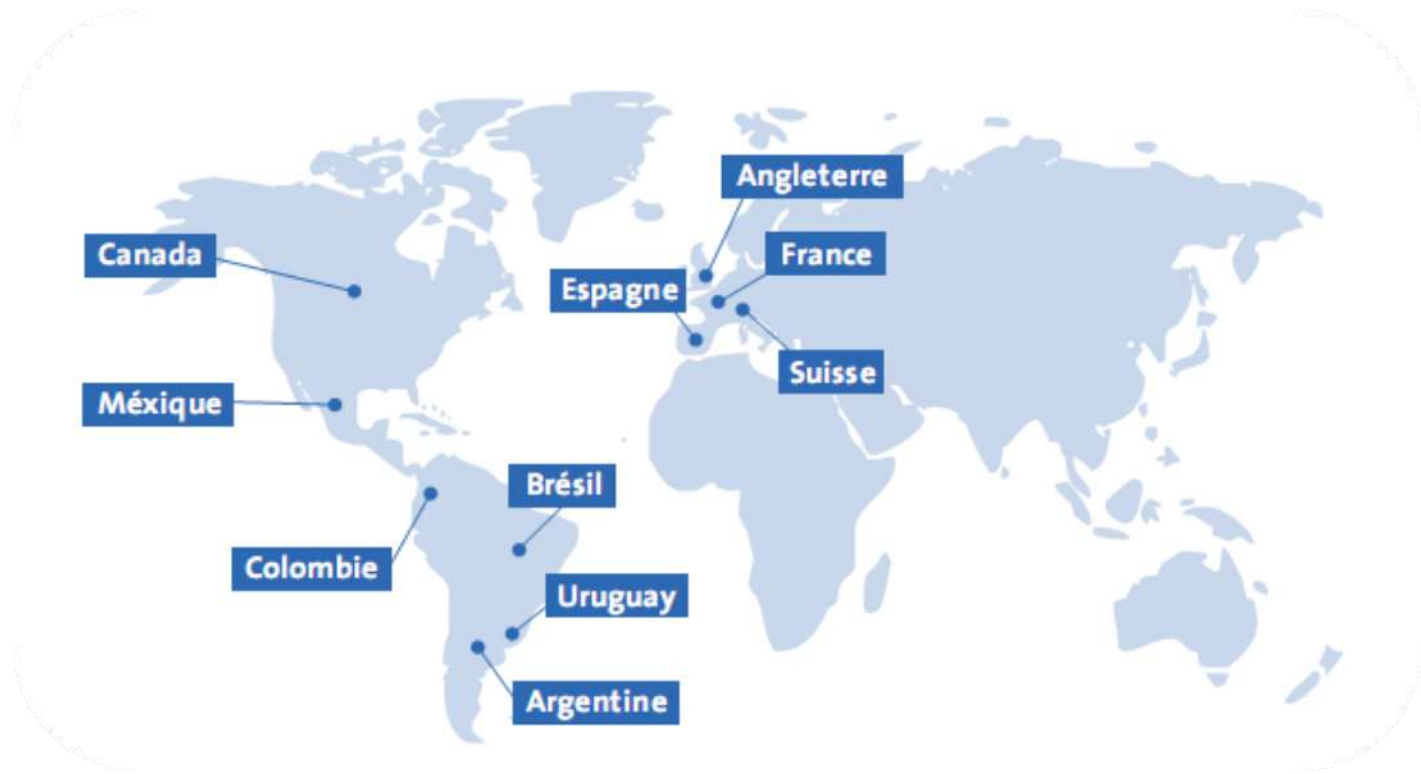 Angleterre
Canada
France
Espagne
Suisse
Méxique
Brésil
Colombie
Uruguay
Argentine